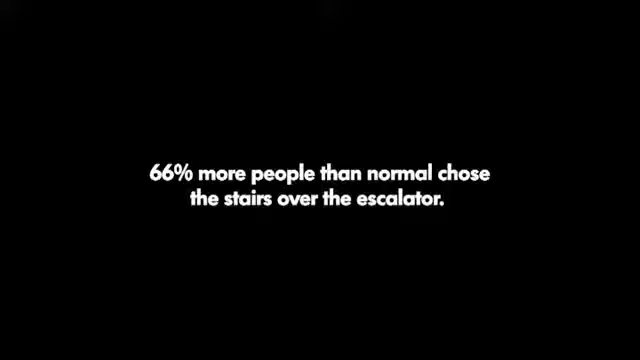 66% more people than normal chose
the stairs over the escalator.